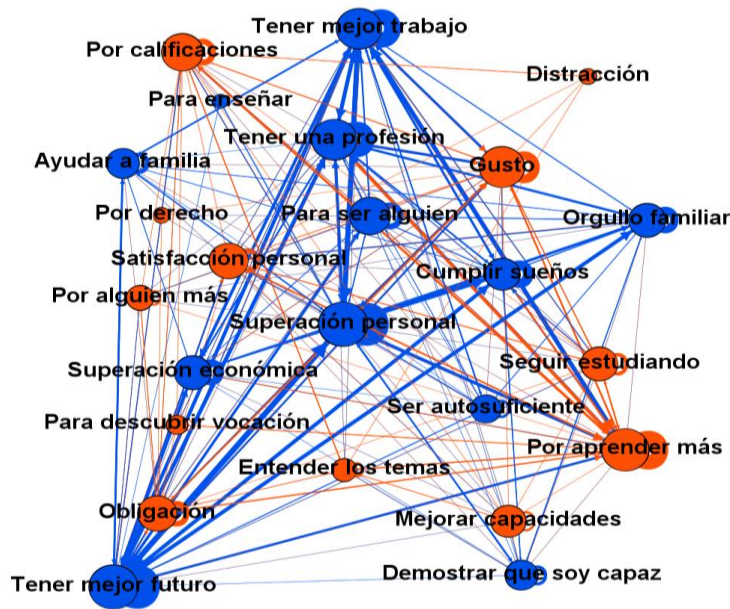 Tener mejor trabajo
Por calificaciones
Distracción
Para enseñar
Tener una profesión
Ayudar a familia
Gusto
Por derecho
Para ser alguien
Orgullo familiar
Satisfacción personal
Cumplir sueños
Por alguien más
Superación personal
Superación económica
Seguir estudiando
Ser autosuficiente
Para descubrir vocación
Por aprender más
Entender los temas
Obligación
Mejorar capacidades
Tener mejor futuro
Demostrar que soy capaz